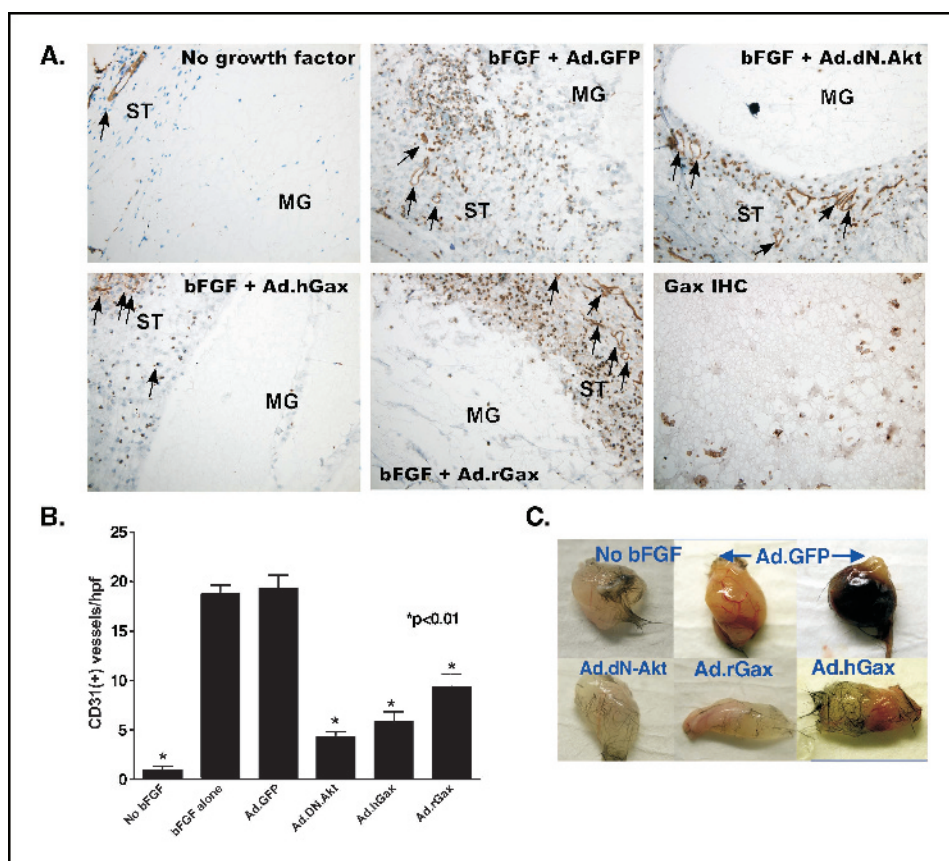 A.
No growth factor
ST
MG
bFGF + Ad.GFP
MG
ST
bFGF + Ad.dN.Akt
MG
ST
bFGF + Ad.hGax
ST
MG
MG
ST
bFGF + Ad.rGax
Gax IHC
B.
CD31(+) vessels/hpf
25
20
15
10
5
0
*p<0.01
*
*
*
*
No bFGF
bFGF alone
Ad.GFP
Ad.DN.Akt
Ad.hGax
Ad.rGax
C.
No bFGF
Ad.GFP
Ad.dN-Akt
Ad.rGax
Ad.hGax